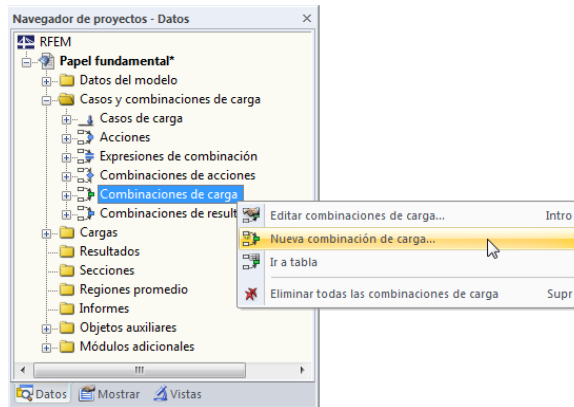 Navegador de proyectos - Datos
RFEM
Papel fundamental*
Datos del modelo
Casos y combinaciones de carga
Casos de carga
Acciones
Expresiones de combinación
Combinaciones de acciones
Combinaciones de carga
Combinaciones de result
Cargas
Resultados
Secciones
Regiones promedio
Informes
Objetos auxiliares
Módulos adicionales
Editar combinaciones de carga... Intro
Nueva combinación de carga...
Ir a tabla
Eliminar todas las combinaciones de carga Supr
Datos Mostrar Vistas